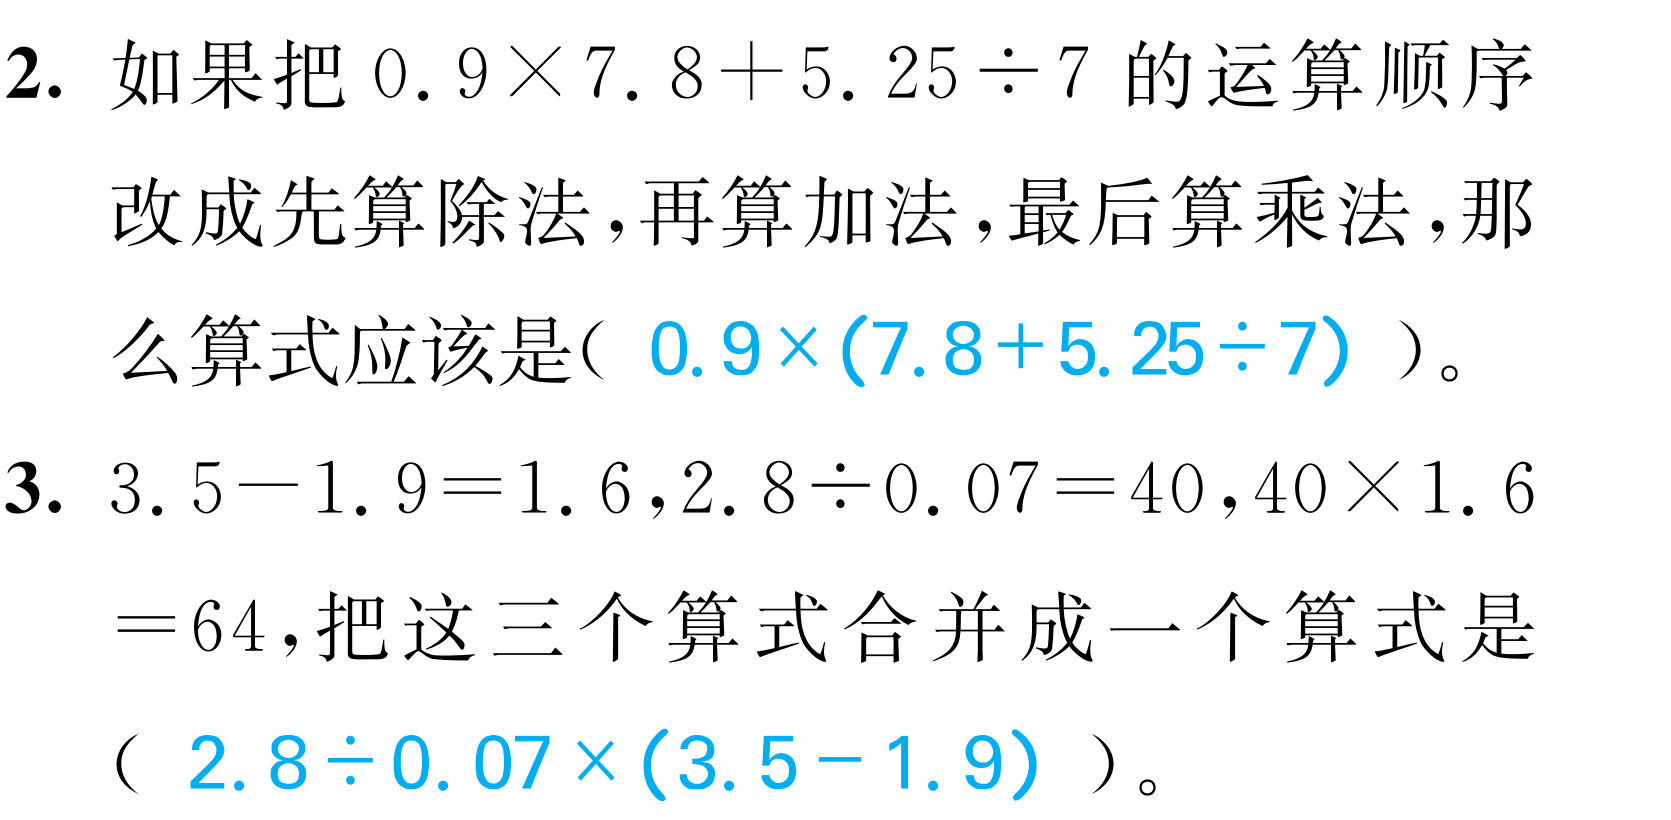 2. 如果把 0.9×7.8+5.25÷7 的运算顺序
改成先算除法,再算加法,最后算乘法,那
么算式应该是( 0.9×(7.8+5.25÷7) )。
3. 3.5-1.9=1.6,2.8÷0.07=40,40×1.6
=64,把这三个算式合并成一个算式是
( 2.8÷0.07×(3.5-1.9) )。